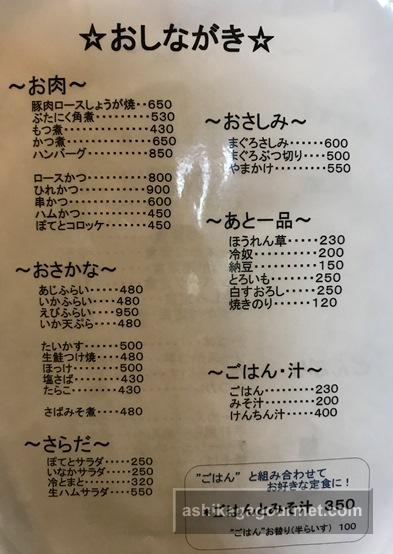 ☆おしながき☆
～お肉～
豚肉ロースしょうが焼‥650
ぶたにく角煮‥‥‥‥530
もつ煮‥‥‥‥‥‥430
かつ煮‥‥‥‥‥‥650
ハンバーグ‥‥‥‥850
ロースかつ‥‥‥‥800
ひれかつ‥‥‥‥‥900
串かつ‥‥‥‥‥‥600
ハムかつ‥‥‥‥‥450
ぽてとコロッケ‥‥‥450
～おさかな～
あじふらい‥‥‥480
いかふらい‥‥‥480
えびふらい‥‥‥950
いか天ぷら‥‥480
たいかす‥‥‥500
生鮭つけ焼‥‥480
ほっけ‥‥‥‥500
塩さば‥‥‥‥430
たらこ‥‥‥‥430
さばみそ煮‥‥480
～さらだ～
ぽてとサラダ‥‥‥250
いなかサラダ‥‥‥250
冷とまと‥‥‥‥320
生ハムサラダ‥‥550
～おさしみ～
まぐろさしみ‥‥‥600
まぐろぶつ切り‥‥500
やまかけ‥‥‥‥550
～あと一品～
ほうれん草‥‥‥230
冷奴‥‥‥‥‥200
納豆‥‥‥‥‥150
とろいも‥‥‥‥250
白すおろし‥‥‥250
焼きのり‥‥‥120
～ごはん・汁～
ごはん‥‥‥‥‥230
みそ汁‥‥‥‥‥200
けんちん汁‥‥‥400
”ごはん” と組み合わせて
お好きな定食に！
ashikagagourmet.com
ごはんとみそ汁 350
”ごはん”お替り(半らいす) 100